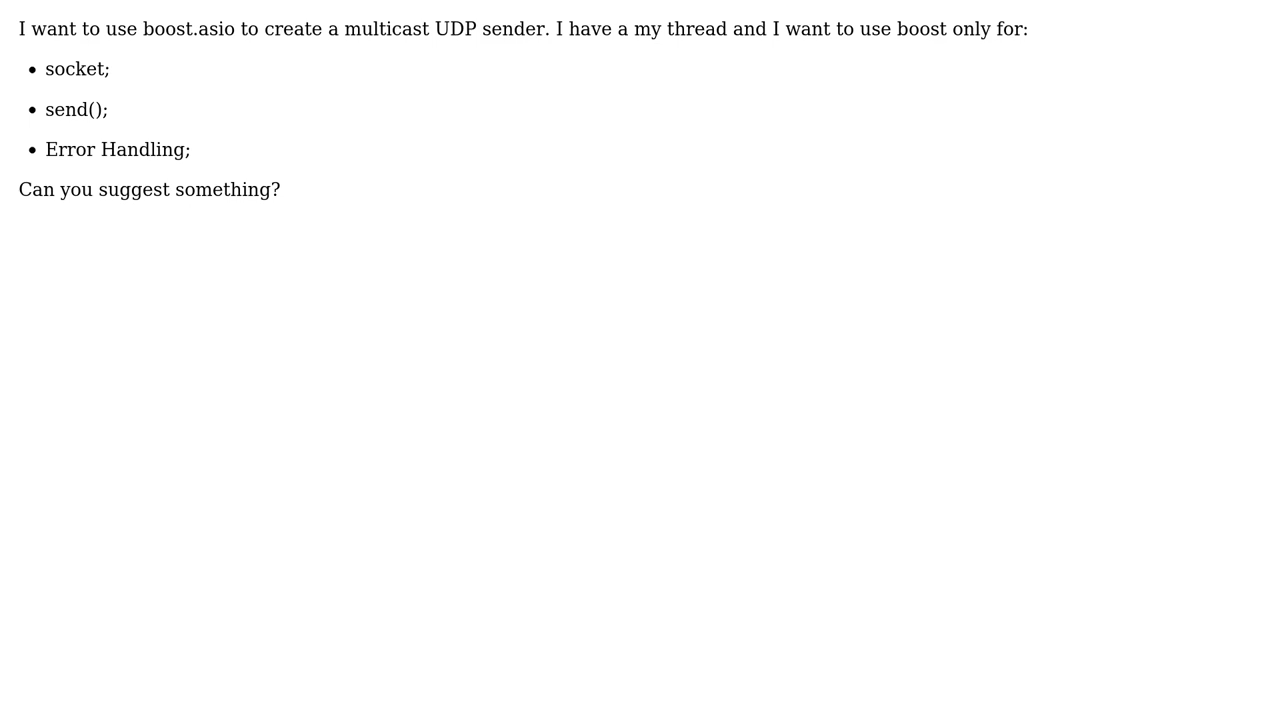 I want to use boost.asio to create a multicast UDP sender. I have a my thread and I want to use boost only for:
• socket;
• send();
• Error Handling;
Can you suggest something?